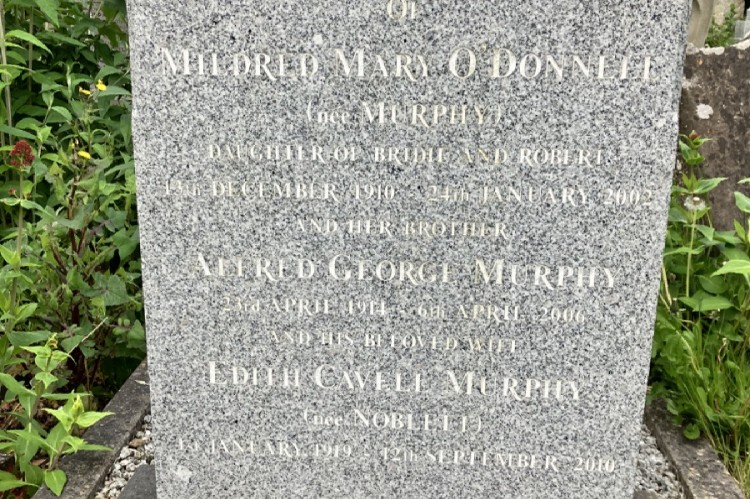 Of
MILDRED MARY O'DONNELL
(nee MURPHY)
DAUGHTER OF BRIDIE AND ROBERT
13th DECEMBER 1910 - 24th JANUARY 2002
AND HER BROTHER
ALFRED GEORGE MURPHY
23rd APRIL 1914 - 6th APRIL 2006
AND HIS BELOVED WIFE
EDITH CAVELL MURPHY
(nee NOBLETT)
JANUARY 1919 - 12th SEPTEMBER 2010